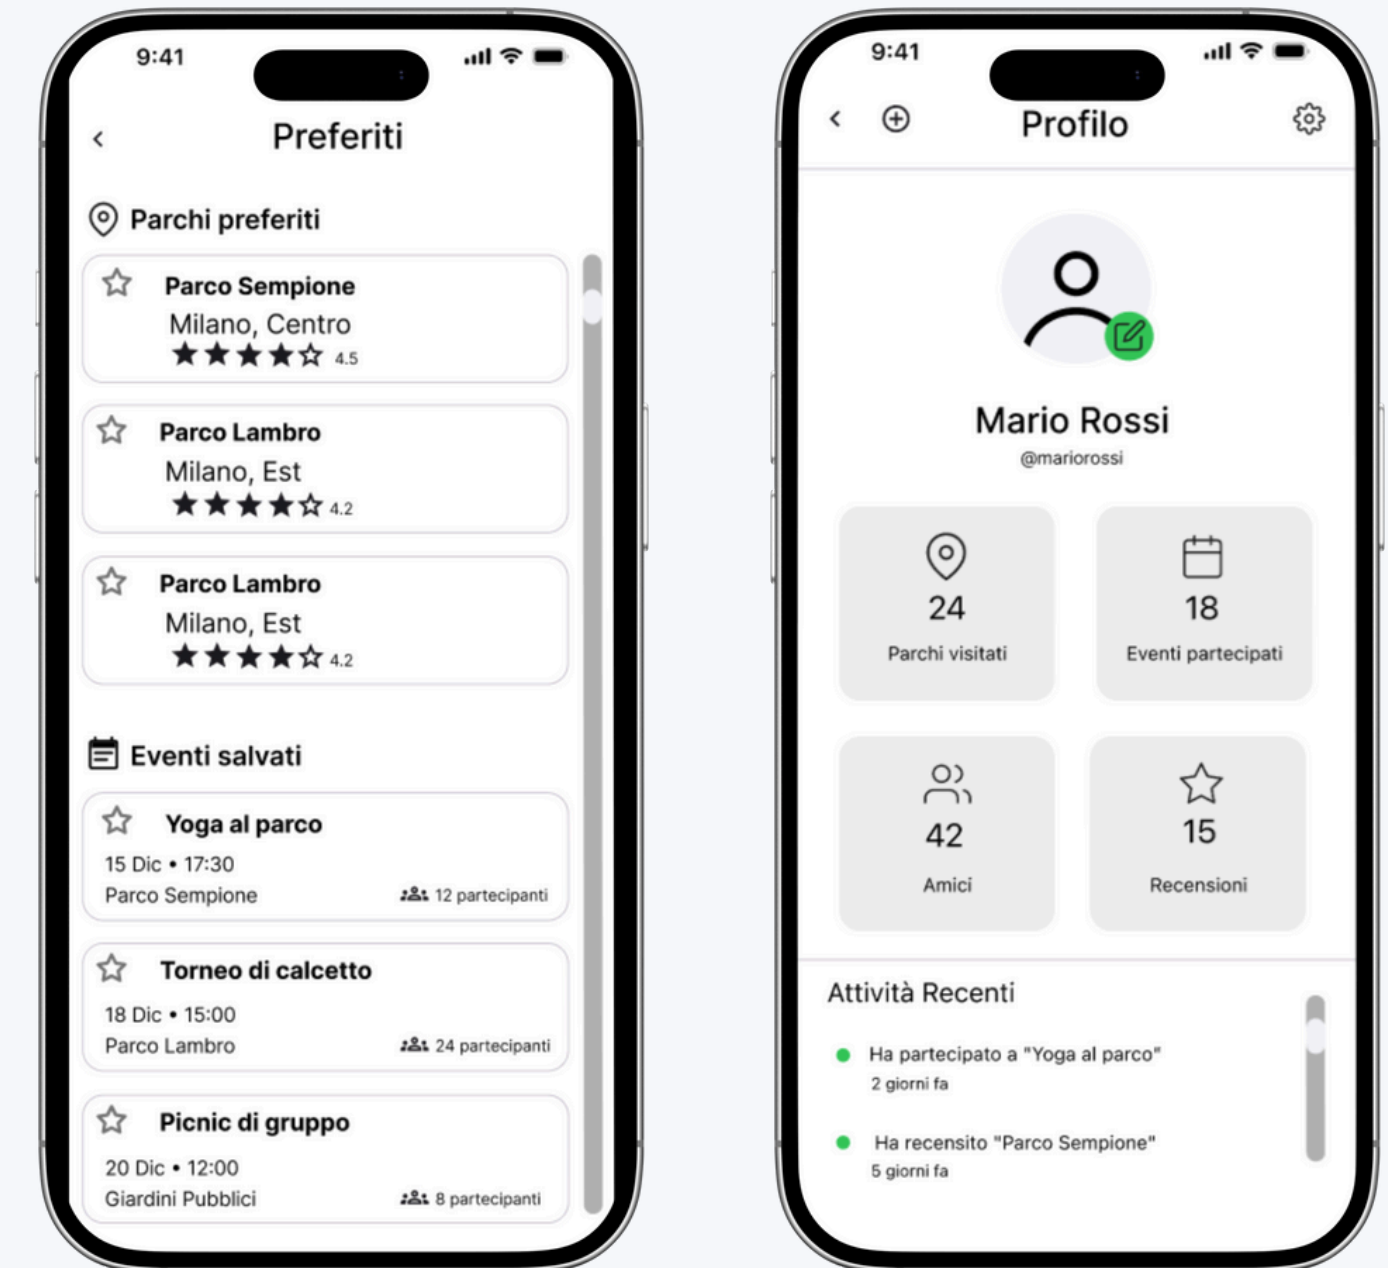 9:41
Preferiti
Parchi preferiti
Parco Sempione
Milano, Centro
4.5
Parco Lambro
Milano, Est
4.2
Parco Lambro
Milano, Est
4.2
Eventi salvati
Yoga al parco
15 Dic • 17:30
Parco Sempione 12 partecipanti
Torneo di calcetto
18 Dic • 15:00
Parco Lambro 24 partecipanti
Picnic di gruppo
20 Dic • 12:00
Giardini Pubblici 8 partecipanti
9:41
Profilo
Mario Rossi
@mariorossi
24
Parchi visitati
18
Eventi partecipati
42
Amici
15
Recensioni
Attività Recenti
Ha partecipato a "Yoga al parco"
2 giorni fa
Ha recensito "Parco Sempione"
5 giorni fa